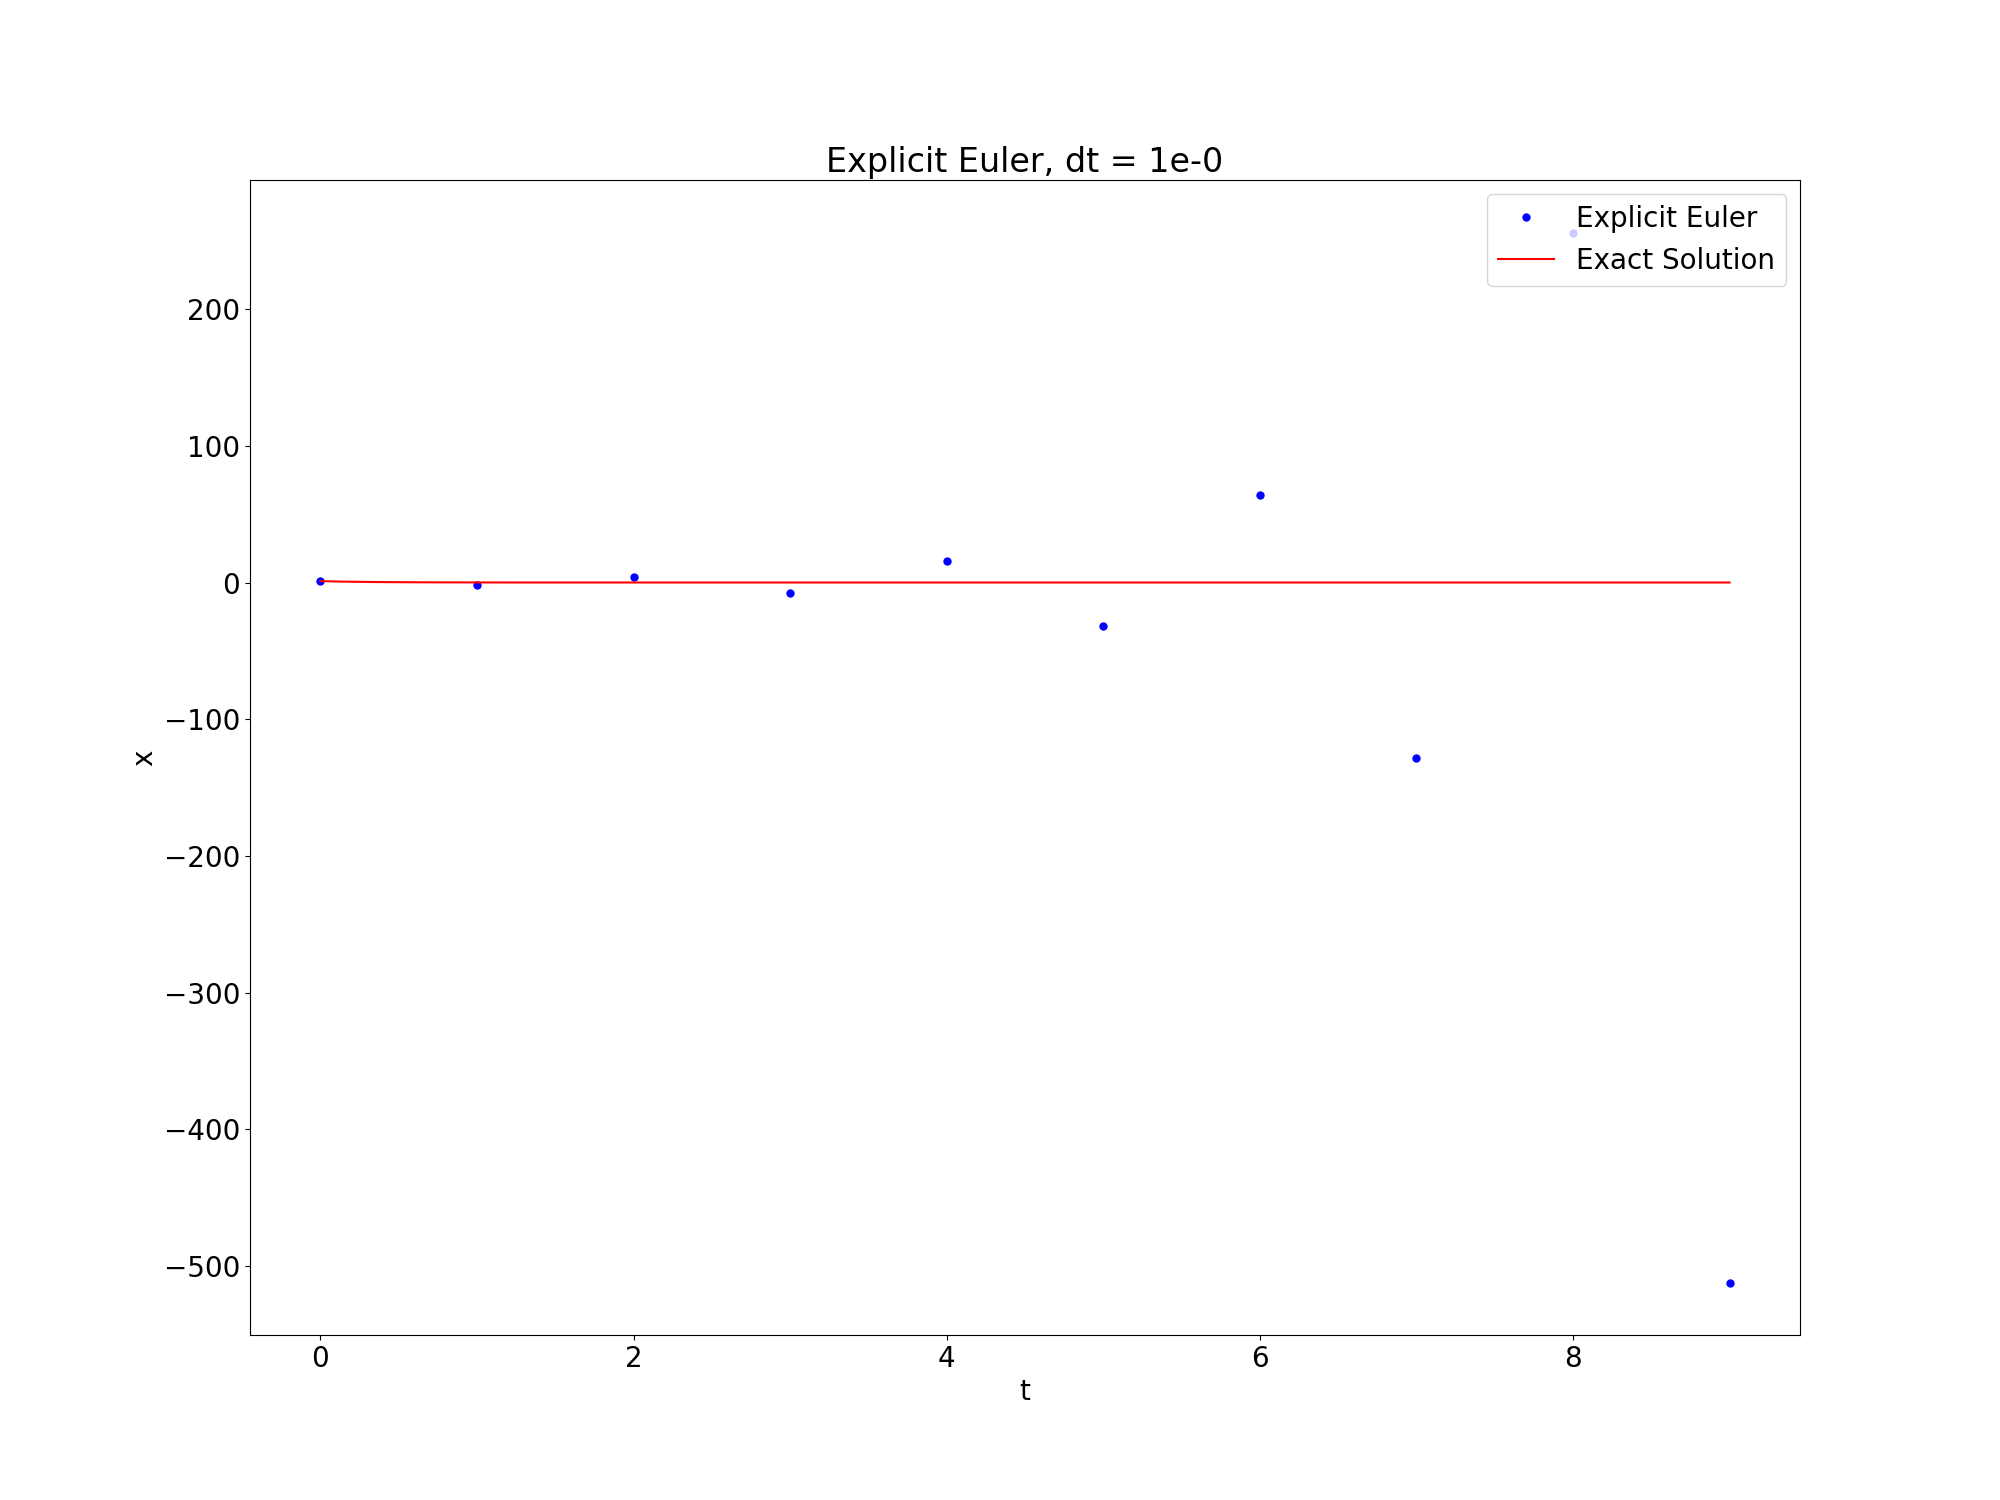 Explicit Euler, dt = 1e-0
Explicit Euler
Exact Solution
200
100
0
−100
−200
−300
−400
−500
x
0 2 4 6 8
t